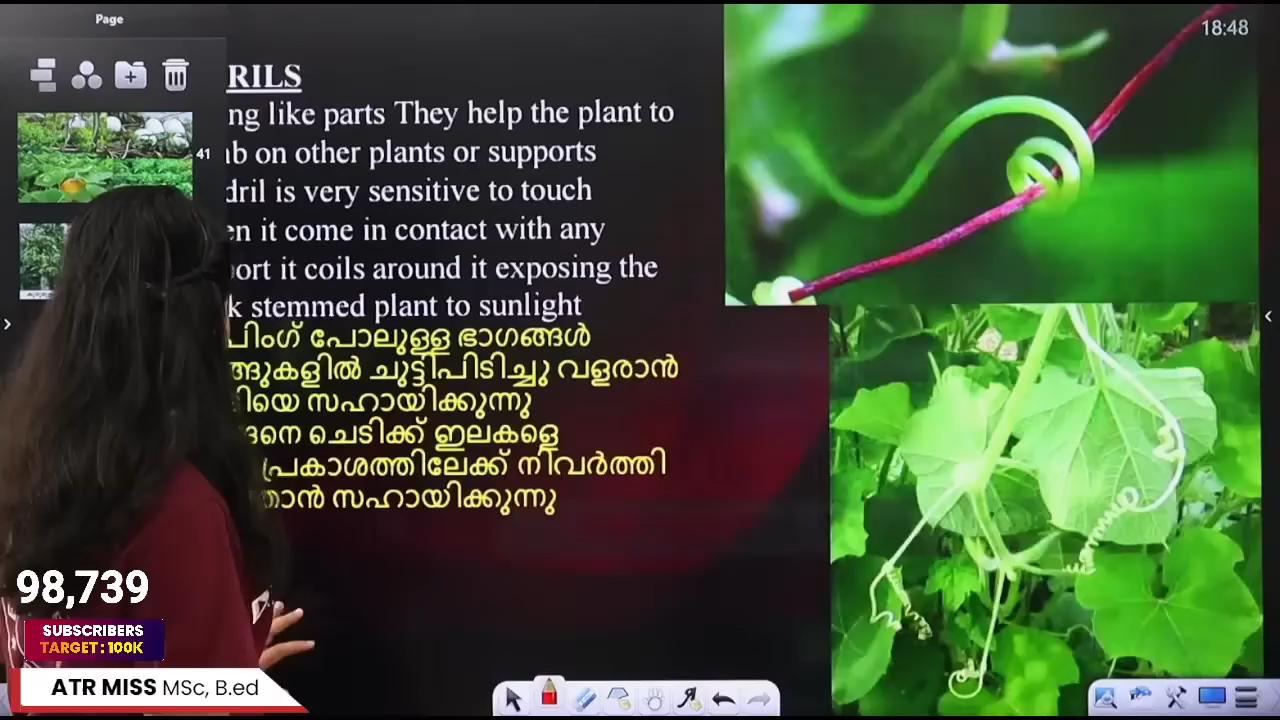 Page
18:48
41
RILS
ng like parts They help the plant to
b on other plants or supports
dril is very sensitive to touch
en it come in contact with any
port it coils around it exposing the
k stemmed plant to sunlight
പിംഗ് പോലുള്ള ഭാഗങ്ങൾ
ങ്ങുകളിൽ ചുട്ടിപിടിച്ചു വളരാൻ
ിയെ സഹായിക്കുന്നു
ദനെ ചെടിക്ക് ഇലകളെ
പ്രകാശത്തിലേക്ക് നിവർത്തി
താൻ സഹായിക്കുന്നു
98,739
SUBSCRIBERS
TARGET : 100K
ATR MISS MSc, B.ed